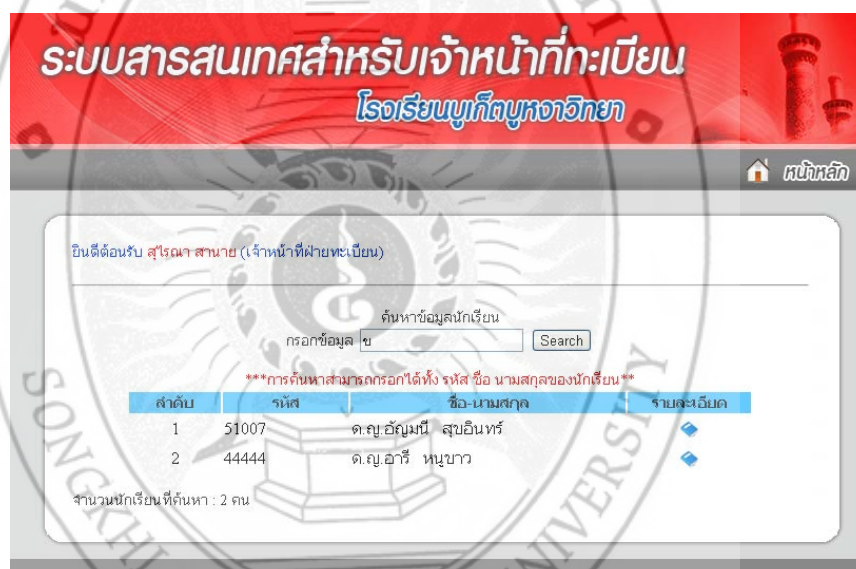 ระบบสารสนเทศสำหรับเจ้าหน้าที่ทะเบียน
โรงเรียนบูเก็ตบูหงาวิทยา
หน้าหลัก
ยินดีต้อนรับ สุไรณา สานาย (เจ้าหน้าที่ฝ่ายทะเบียน)
ค้นหาข้อมูลนักเรียน
กรอกข้อมูล ข Search
***การค้นหาสามารถกรอกได้ทั้ง รหัส ชื่อ นามสกุลของนักเรียน**
ลำดับ รหัส ชื่อ-นามสกุล รายละเอียด
1 51007 ด.ญ.อัญมนี สุขอินทร์
2 44444 ด.ญ.อารี หนูขาว
จำนวนนักเรียนที่ค้นหา : 2 คน
SONGKHLA
UNIVERSITY